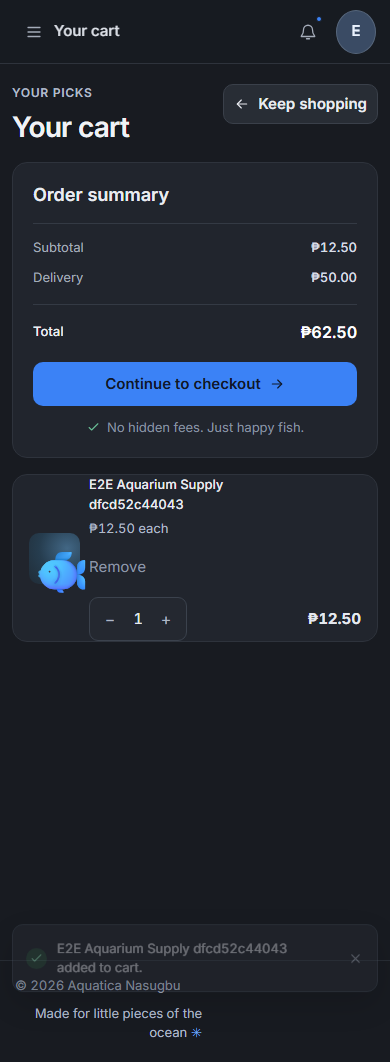 Your cart
E
YOUR PICKS
Your cart
← Keep shopping
Order summary
Subtotal ₱12.50
Delivery ₱50.00
Total ₱62.50
Continue to checkout →
✓ No hidden fees. Just happy fish.
E2E Aquarium Supply
dfcd52c44043
₱12.50 each
Remove
− 1 + ₱12.50
E2E Aquarium Supply dfcd52c44043
added to cart.
© 2026 Aquatica Nasugbu
Made for little pieces of the
ocean ✳